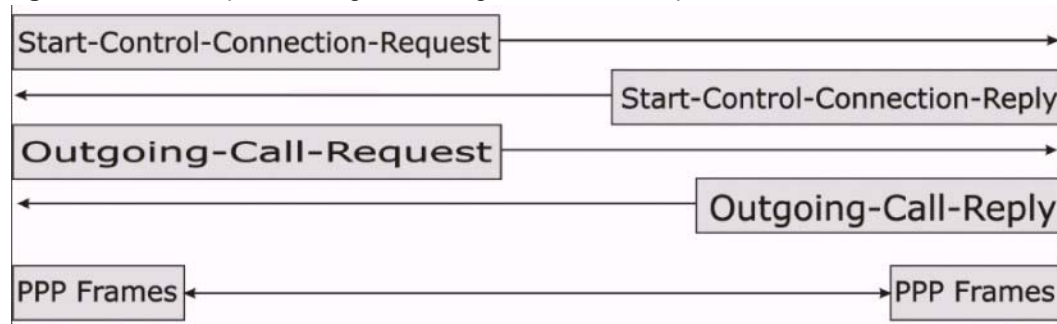 Start-Control-Connection-Request
Start-Control-Connection-Reply
Outgoing-Call-Request
Outgoing-Call-Reply
PPP Frames
PPP Frames